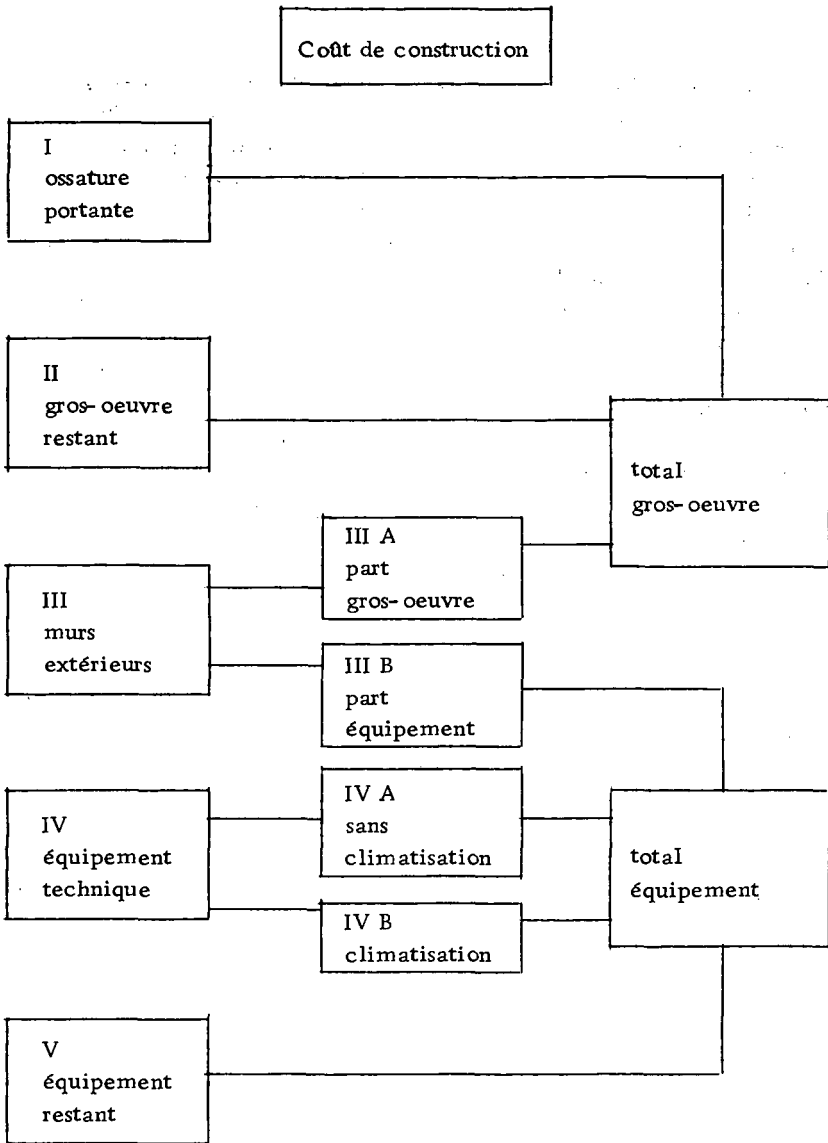 Coût de construction
I
ossature
portante
II
gros-oeuvre
restant
total
gros-oeuvre
III A
part
gros-oeuvre
III
murs
extérieurs
III B
part
équipement
IV A
sans
climatisation
IV
équipement
technique
total
équipement
IV B
climatisation
V
équipement
restant